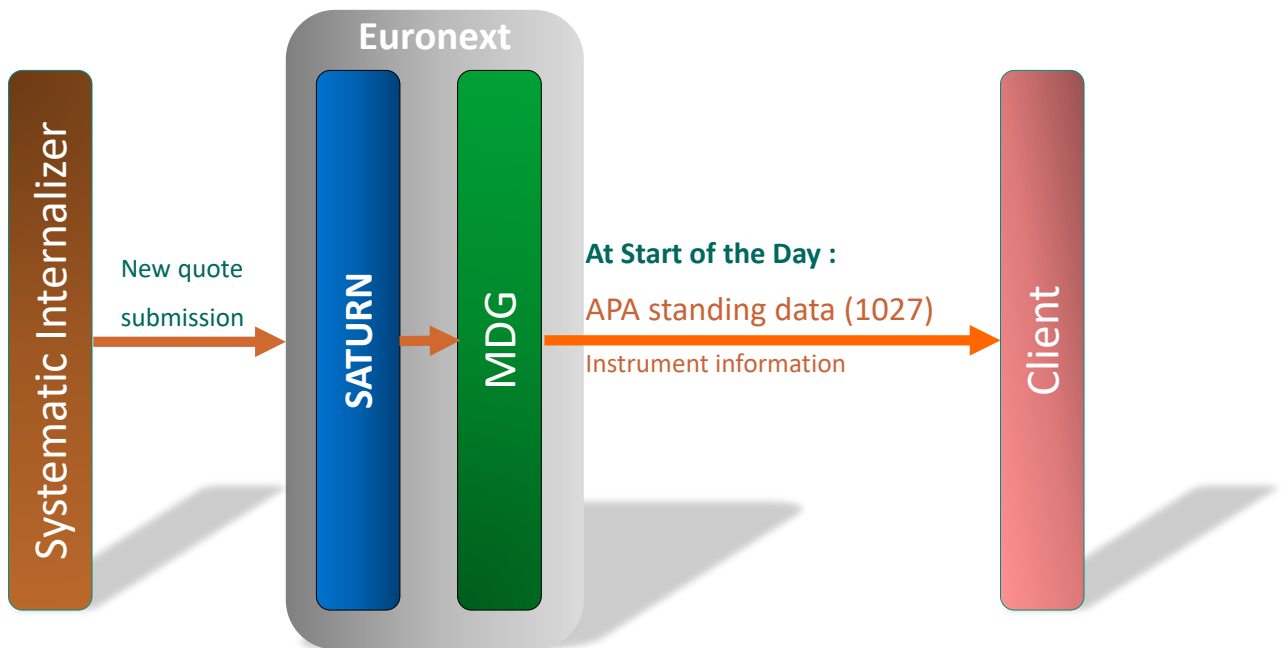 Euronext
Systematic Internalizer
New quote
submission
SATURN
MDG
At Start of the Day :
APA standing data (1027)
Instrument information
Client